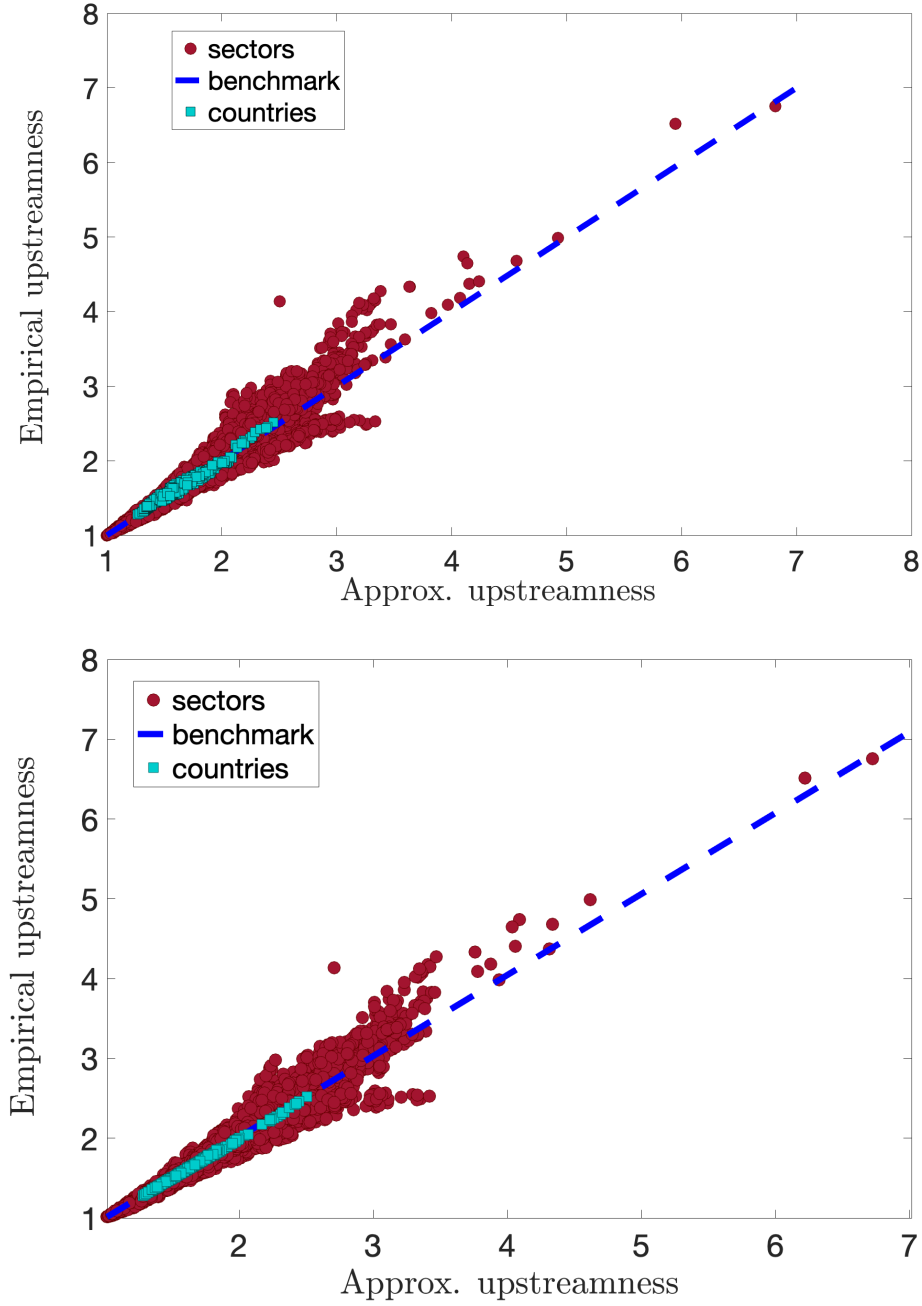 8
7
6
5
4
3
2
1
Empirical upstreamness
sectors
benchmark
countries
1 2 3 4 5 6 7 8
Approx. upstreamness
8
7
6
5
4
3
2
1
Empirical upstreamness
sectors
benchmark
countries
2 3 4 5 6 7
Approx. upstreamness